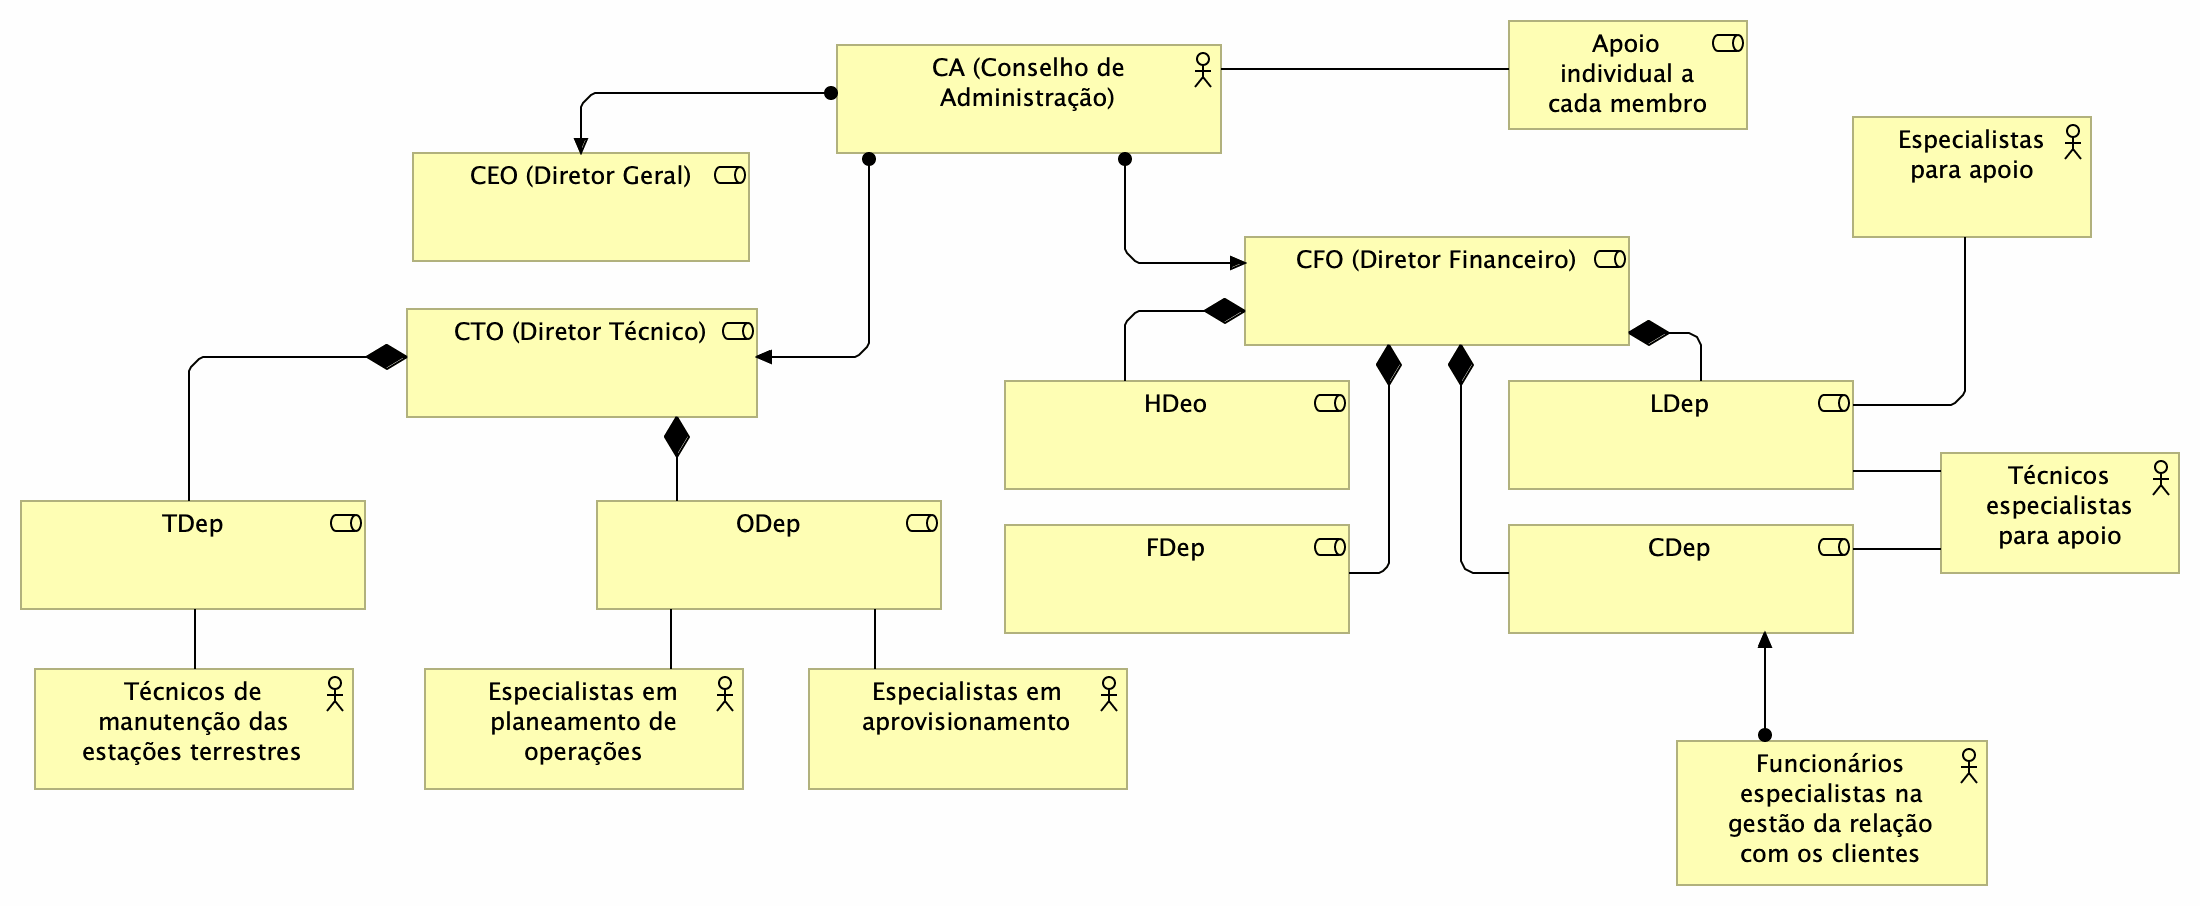 CA (Conselho de
Administração)
Apoio
individual a
cada membro
Especialistas
para apoio
CEO (Diretor Geral)
CFO (Diretor Financeiro)
CTO (Diretor Técnico)
HDeo
LDep
Técnicos
especialistas
para apoio
TDep
ODep
FDep
CDep
Técnicos de
manutenção das
estações terrestres
Especialistas em
planeamento de
operações
Especialistas em
aprovisionamento
Funcionários
especialistas na
gestão da relação
com os clientes